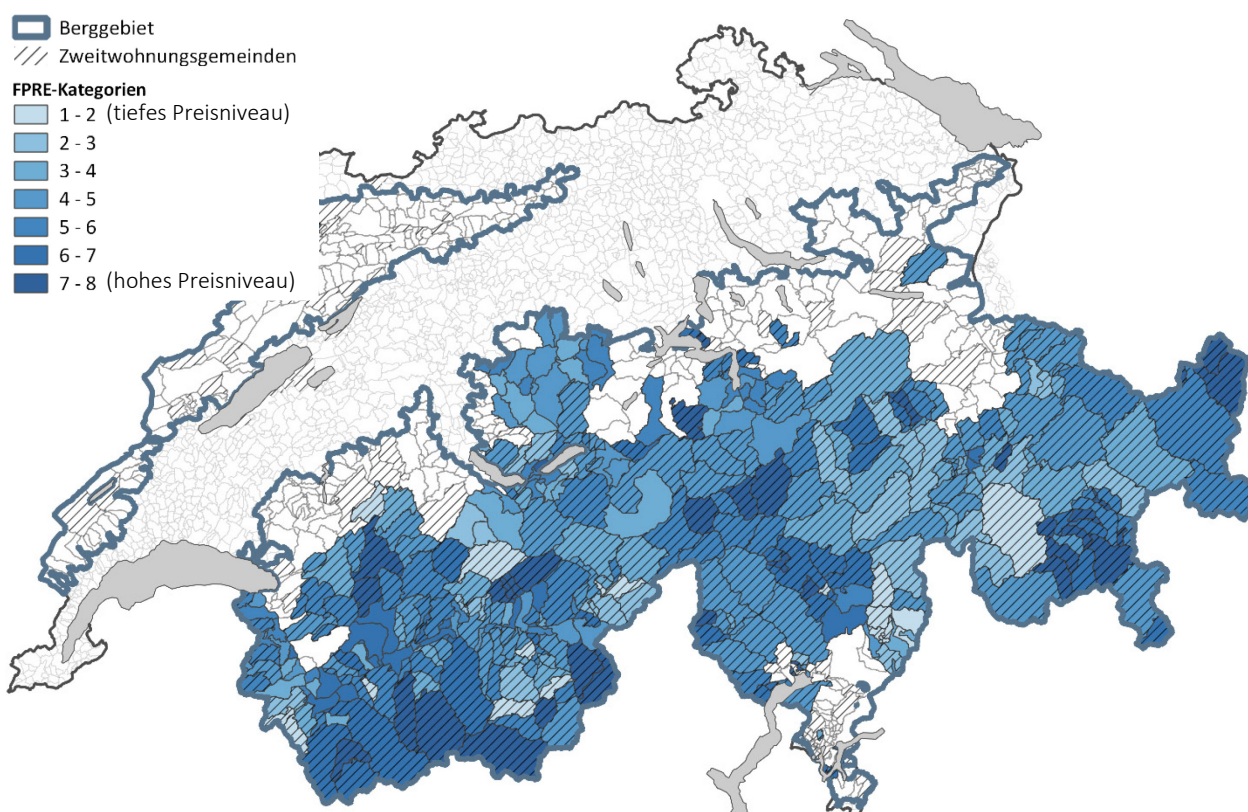 Berggebiet
Zweitwohnungsgemeinden
FPRE-Kategorien
1 - 2 (tiefes Preisniveau)
2 - 3
3 - 4
4 - 5
5 - 6
6 - 7
7 - 8 (hohes Preisniveau)